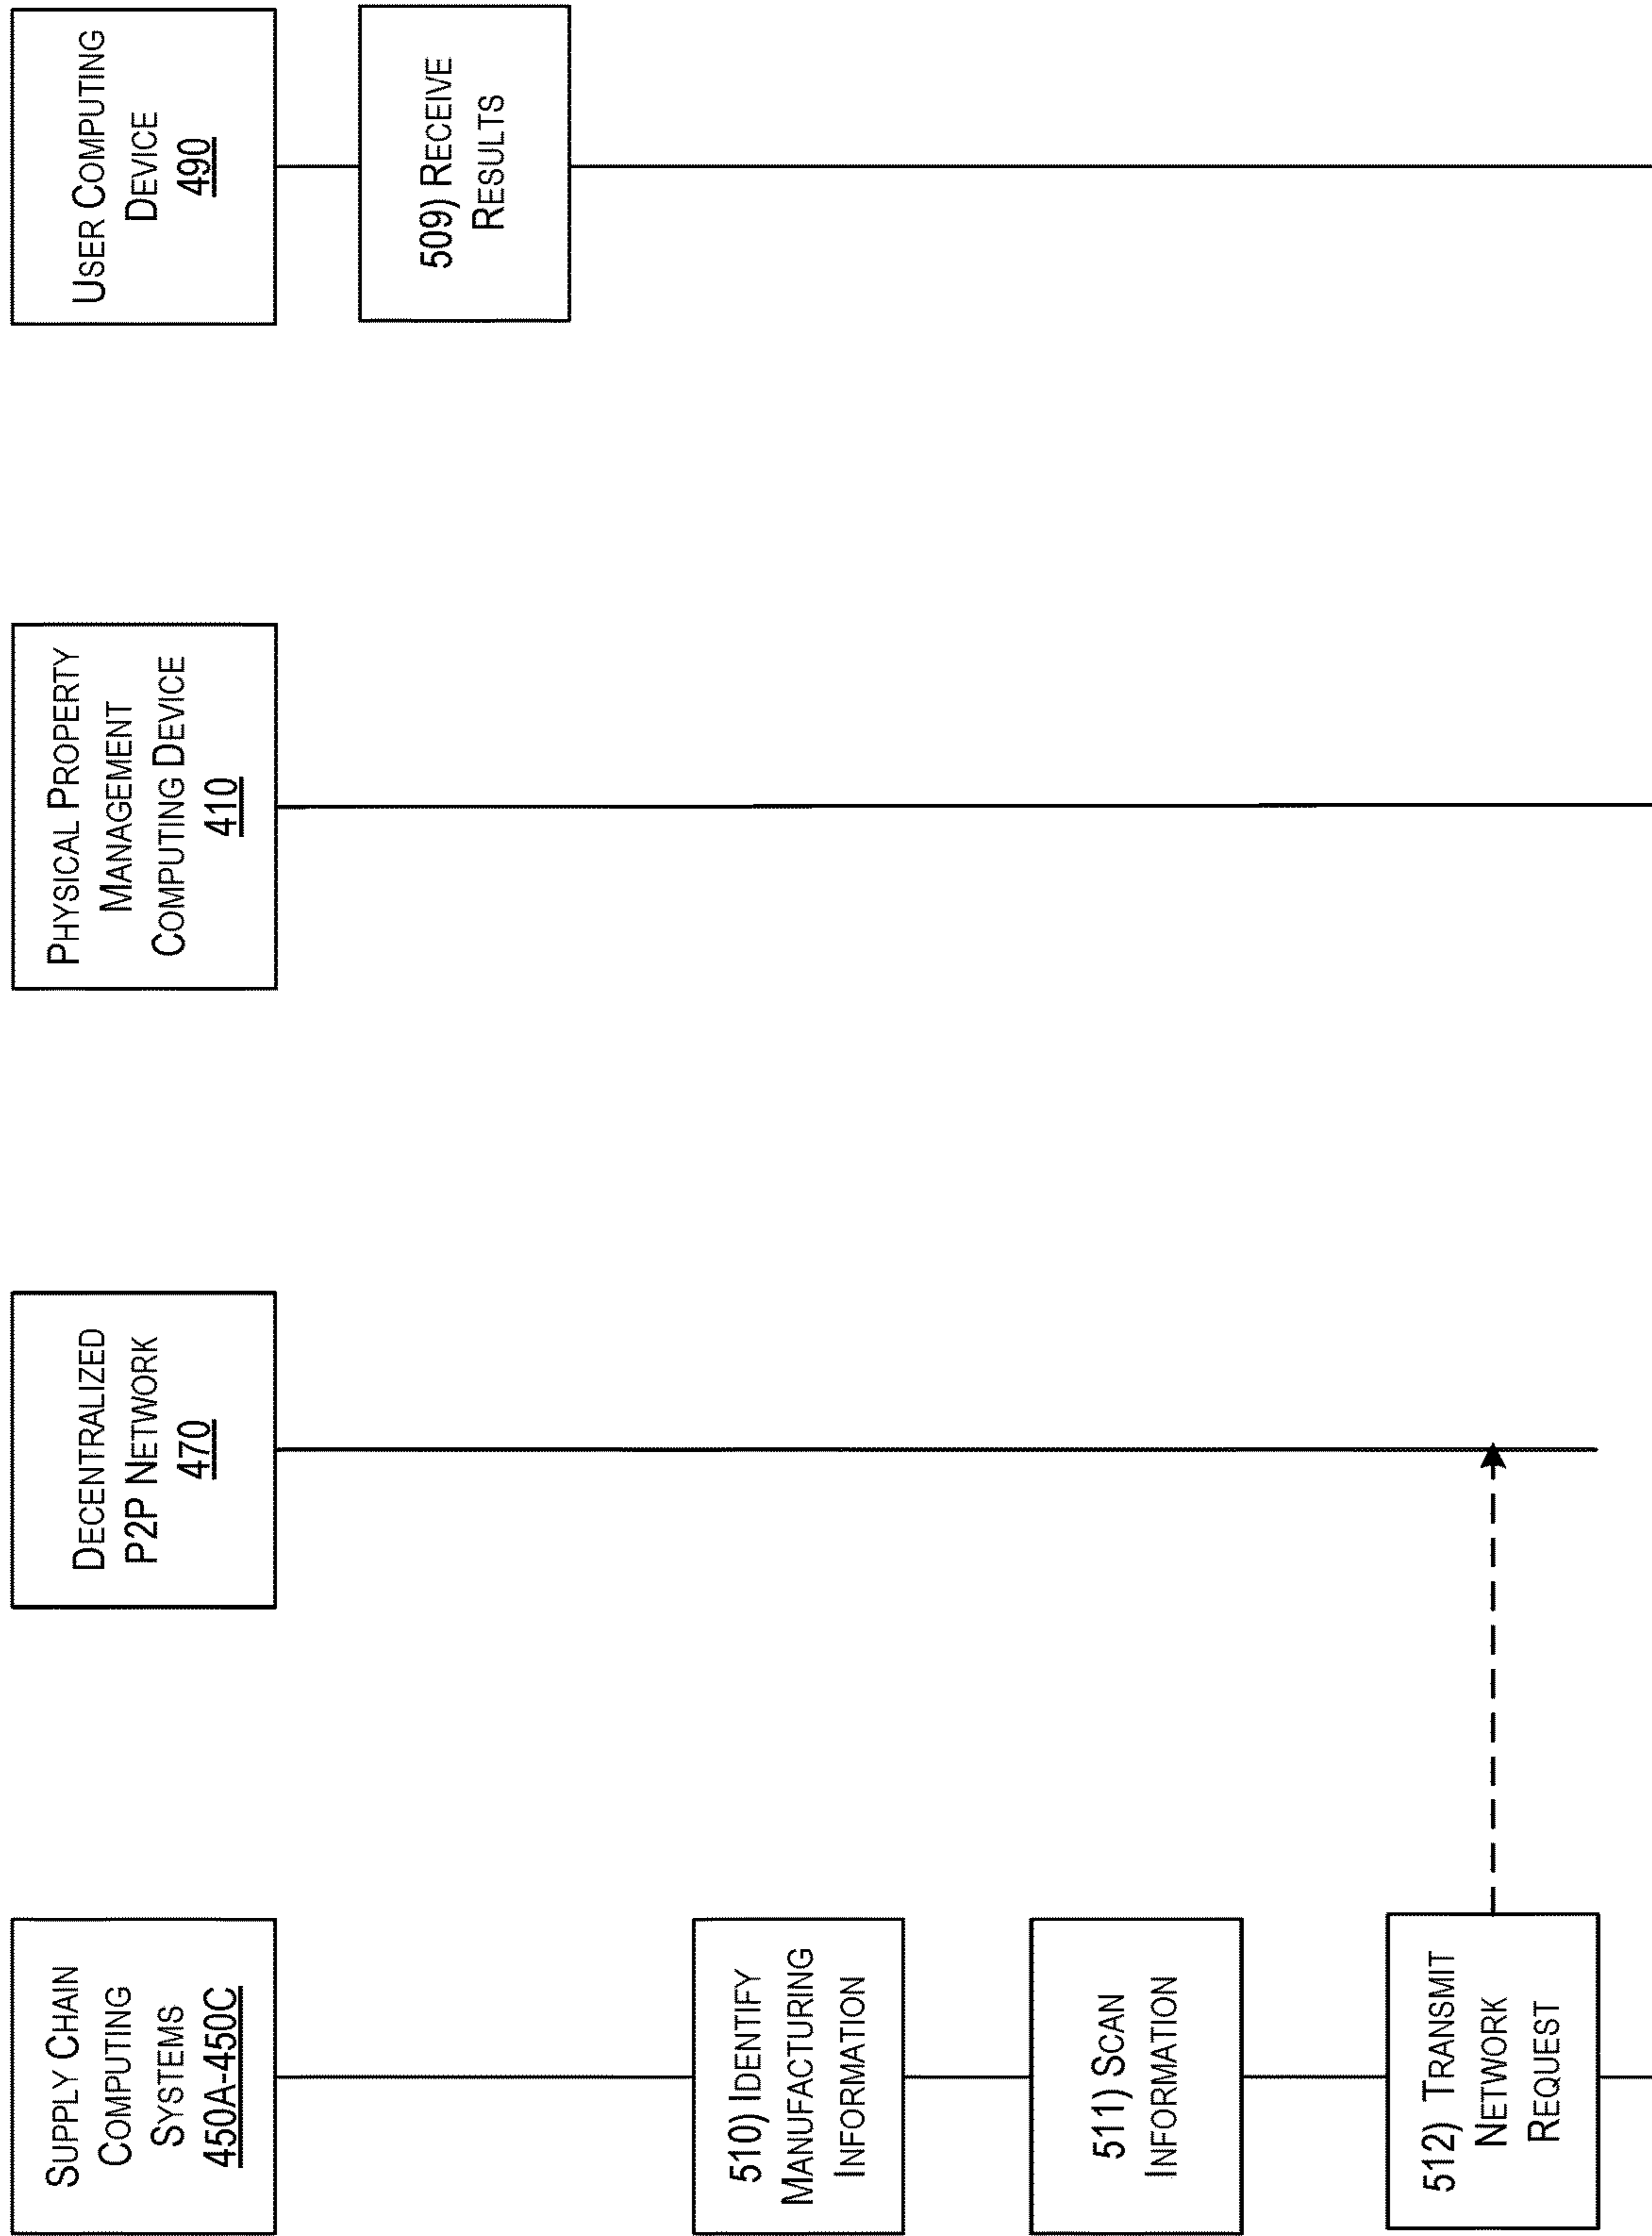 SUPPLY CHAIN
COMPUTING
SYSTEMS
450A-450C
DECENTRALIZED
P2P NETWORK
470
PHYSICAL PROPERTY
MANAGEMENT
COMPUTING DEVICE
410
USER COMPUTING
DEVICE
490
509) RECEIVE
RESULTS
510) IDENTIFY
MANUFACTURING
INFORMATION
511) SCAN
INFORMATION
512) TRANSMIT
NETWORK
REQUEST